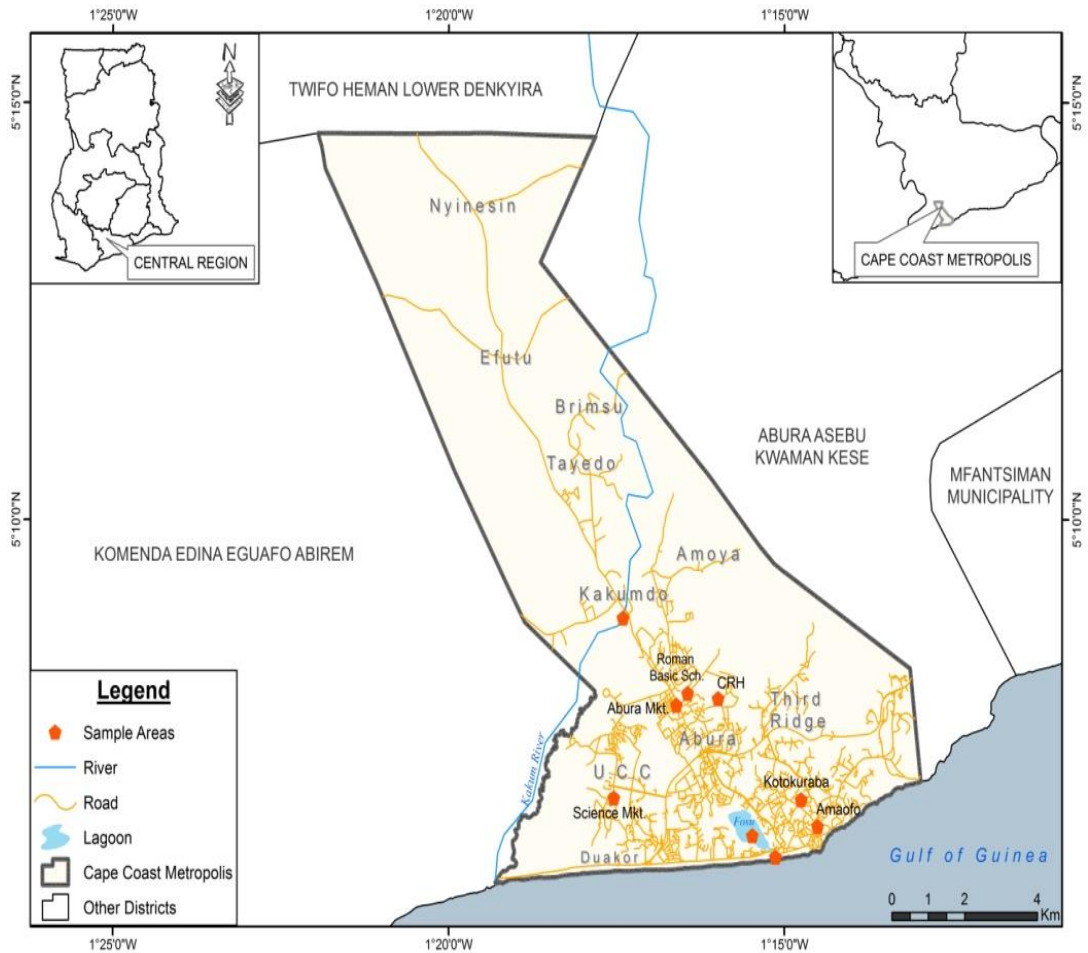 1°25'0"W
1°20'0"W
1°15'0"W
5°15'0"N
5°15'0"N
N
CENTRAL REGION
TWIFO HEMAN LOWER DENKYIRA
CAPE COAST METROPOLIS
Nyinesin
Efutu
Brimsu
Tayedo
ABURA ASEBU
KWAMAN KESE
MFANTSIMAN
MUNICIPALITY
5°10'0"N
5°10'0"N
KOMENDA EDINA EGUAFO ABIREM
Amoya
Kakumdo
Roman
Basic Sch.
CRH
Abura Mkt.
Third
Ridge
Abura
UCC
Kakum River
Science Mkt.
Kotokuraba
Amaofo
Fosu
Duakor
Gulf of Guinea
Legend
Sample Areas
River
Road
Lagoon
Cape Coast Metropolis
Other Districts
0 1 2 4
Km
1°25'0"W
1°20'0"W
1°15'0"W